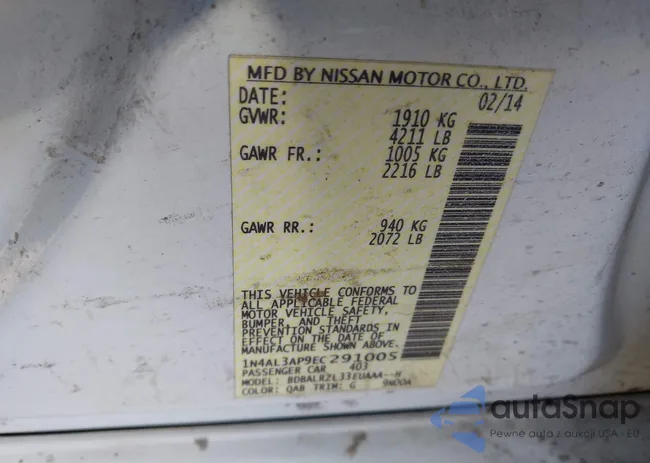 MFD BY NISSAN MOTOR CO., LTD.
DATE: 02/14
GVWR: 1910 KG
4211 LB
GAWR FR.: 1005 KG
2216 LB
GAWR RR.: 940 KG
2072 LB
THIS VEHICLE CONFORMS TO
ALL APPLICABLE FEDERAL
MOTOR VEHICLE SAFETY,
BUMPER, AND THEFT
PREVENTION STANDARDS IN
EFFECT ON THE DATE OF
MANUFACTURE SHOWN ABOVE.
1N4AL3AP9EC291005
PASSENGER CAR 403
MODEL: BDBALRZL33EUAAA--H
COLOR: QAB TRIM: G 9N00A
autoSnap
Pewne auta z aukcji USA - EU